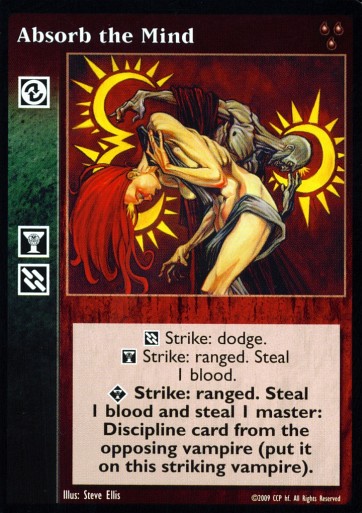 Absorb the Mind
Strike: dodge.
Strike: ranged. Steal
1 blood.
Strike: ranged. Steal
1 blood and steal 1 master:
Discipline card from the
opposing vampire (put it
on this striking vampire).
Illus: Steve Ellis
©2009 CCP hf. All Rights Reserved